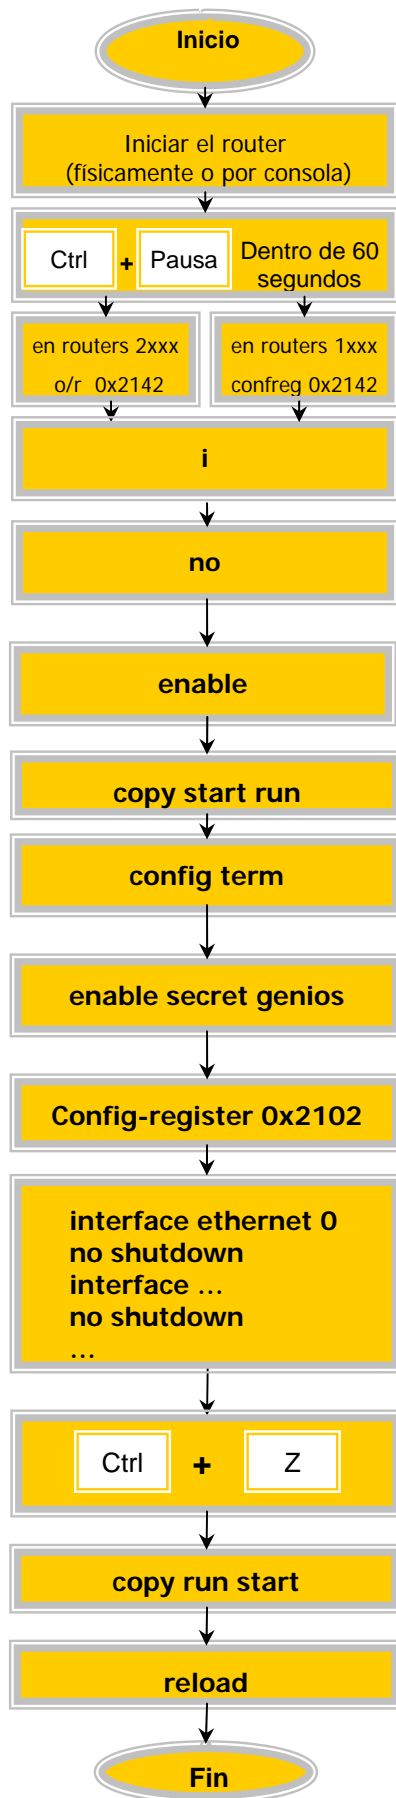 Inicio
Iniciar el router
(físicamente o por consola)
Ctrl + Pausa Dentro de 60
segundos
en routers 2xxx
o/r 0x2142
en routers 1xxx
confreg 0x2142
i
no
enable
copy start run
config term
enable secret genios
Config-register 0x2102
interface ethernet 0
no shutdown
interface ...
no shutdown
...
Ctrl + Z
copy run start
reload
Fin